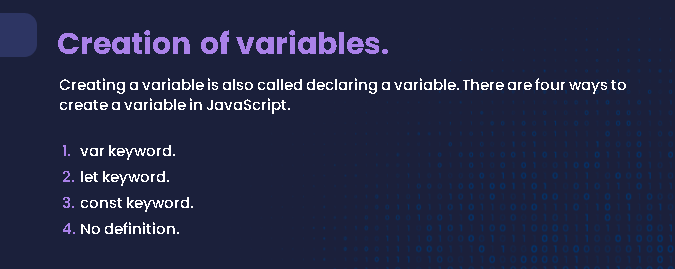 Creation of variables.
Creating a variable is also called declaring a variable. There are four ways to
create a variable in JavaScript.
1. var keyword.
2. let keyword.
3. const keyword.
4. No definition.